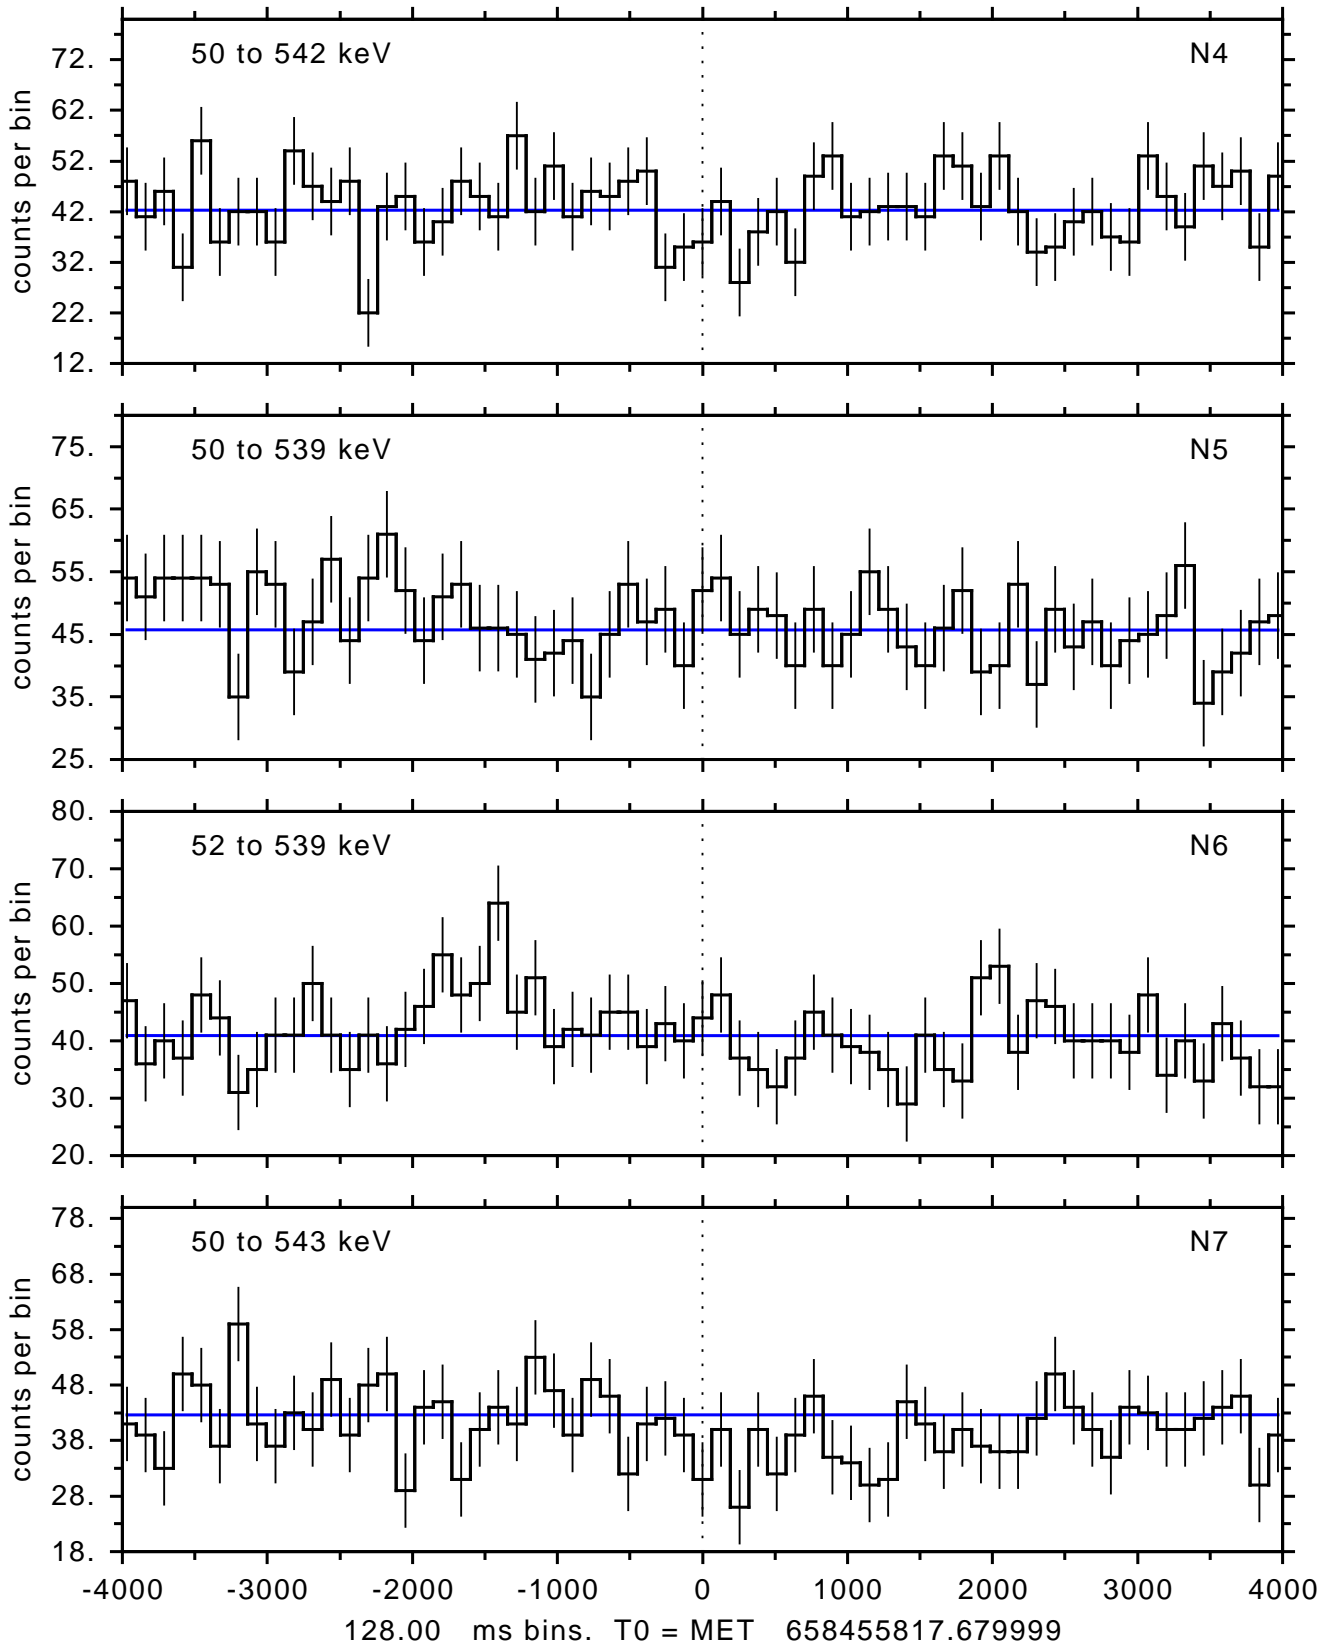 50 to 542 keV N4
72.
62.
52.
42.
32.
22.
12.
counts per bin
50 to 539 keV N5
75.
65.
55.
45.
35.
25.
counts per bin
52 to 539 keV N6
80.
70.
60.
50.
40.
30.
20.
counts per bin
50 to 543 keV N7
78.
68.
58.
48.
38.
28.
18.
counts per bin
-4000 -3000 -2000 -1000 0 1000 2000 3000 4000
128.00 ms bins. T0 = MET 658455817.679999